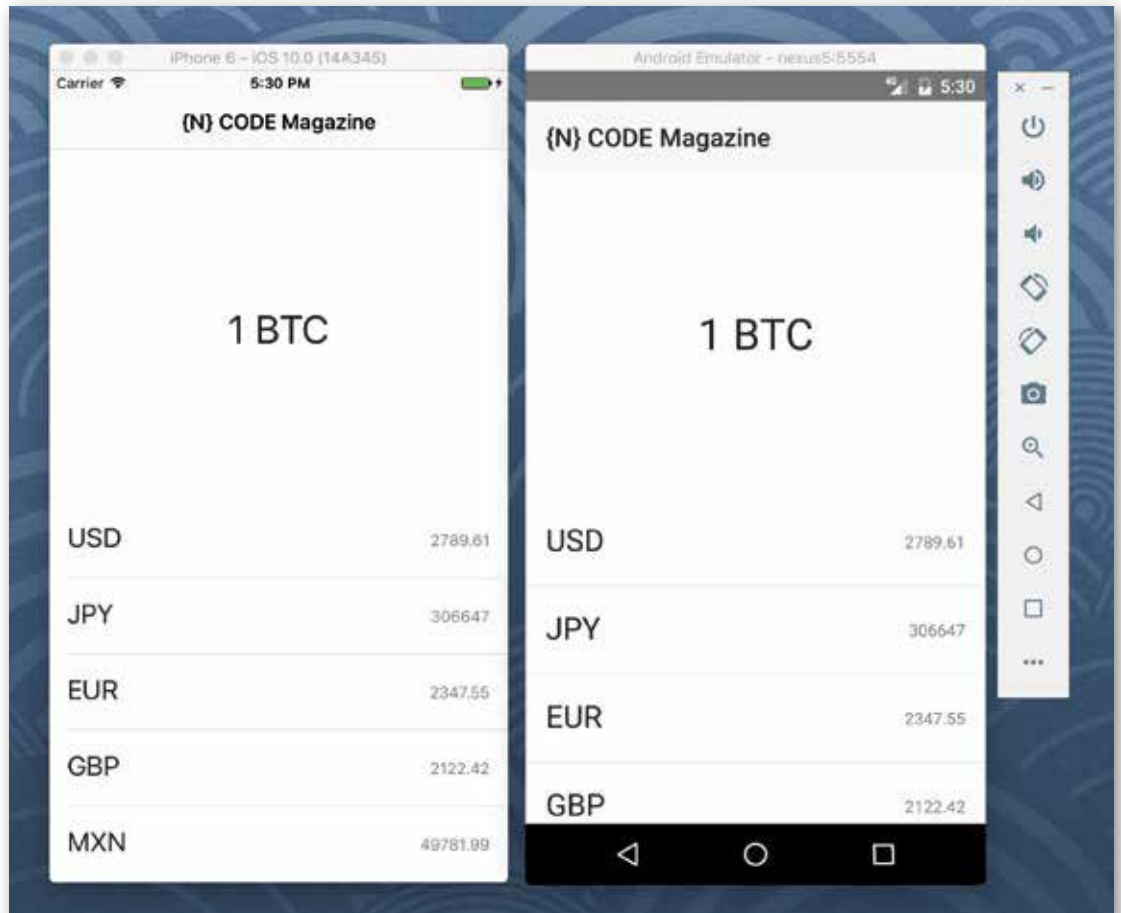 iPhone 6 – iOS 10.0 (14A345)
Carrier 5:30 PM
{N} CODE Magazine
1 BTC
USD 2789.61
JPY 306647
EUR 2347.55
GBP 2122.42
MXN 49781.99
Android Emulator - nexus5:5554
4G 5:30
{N} CODE Magazine
1 BTC
USD 2789.61
JPY 306647
EUR 2347.55
GBP 2122.42